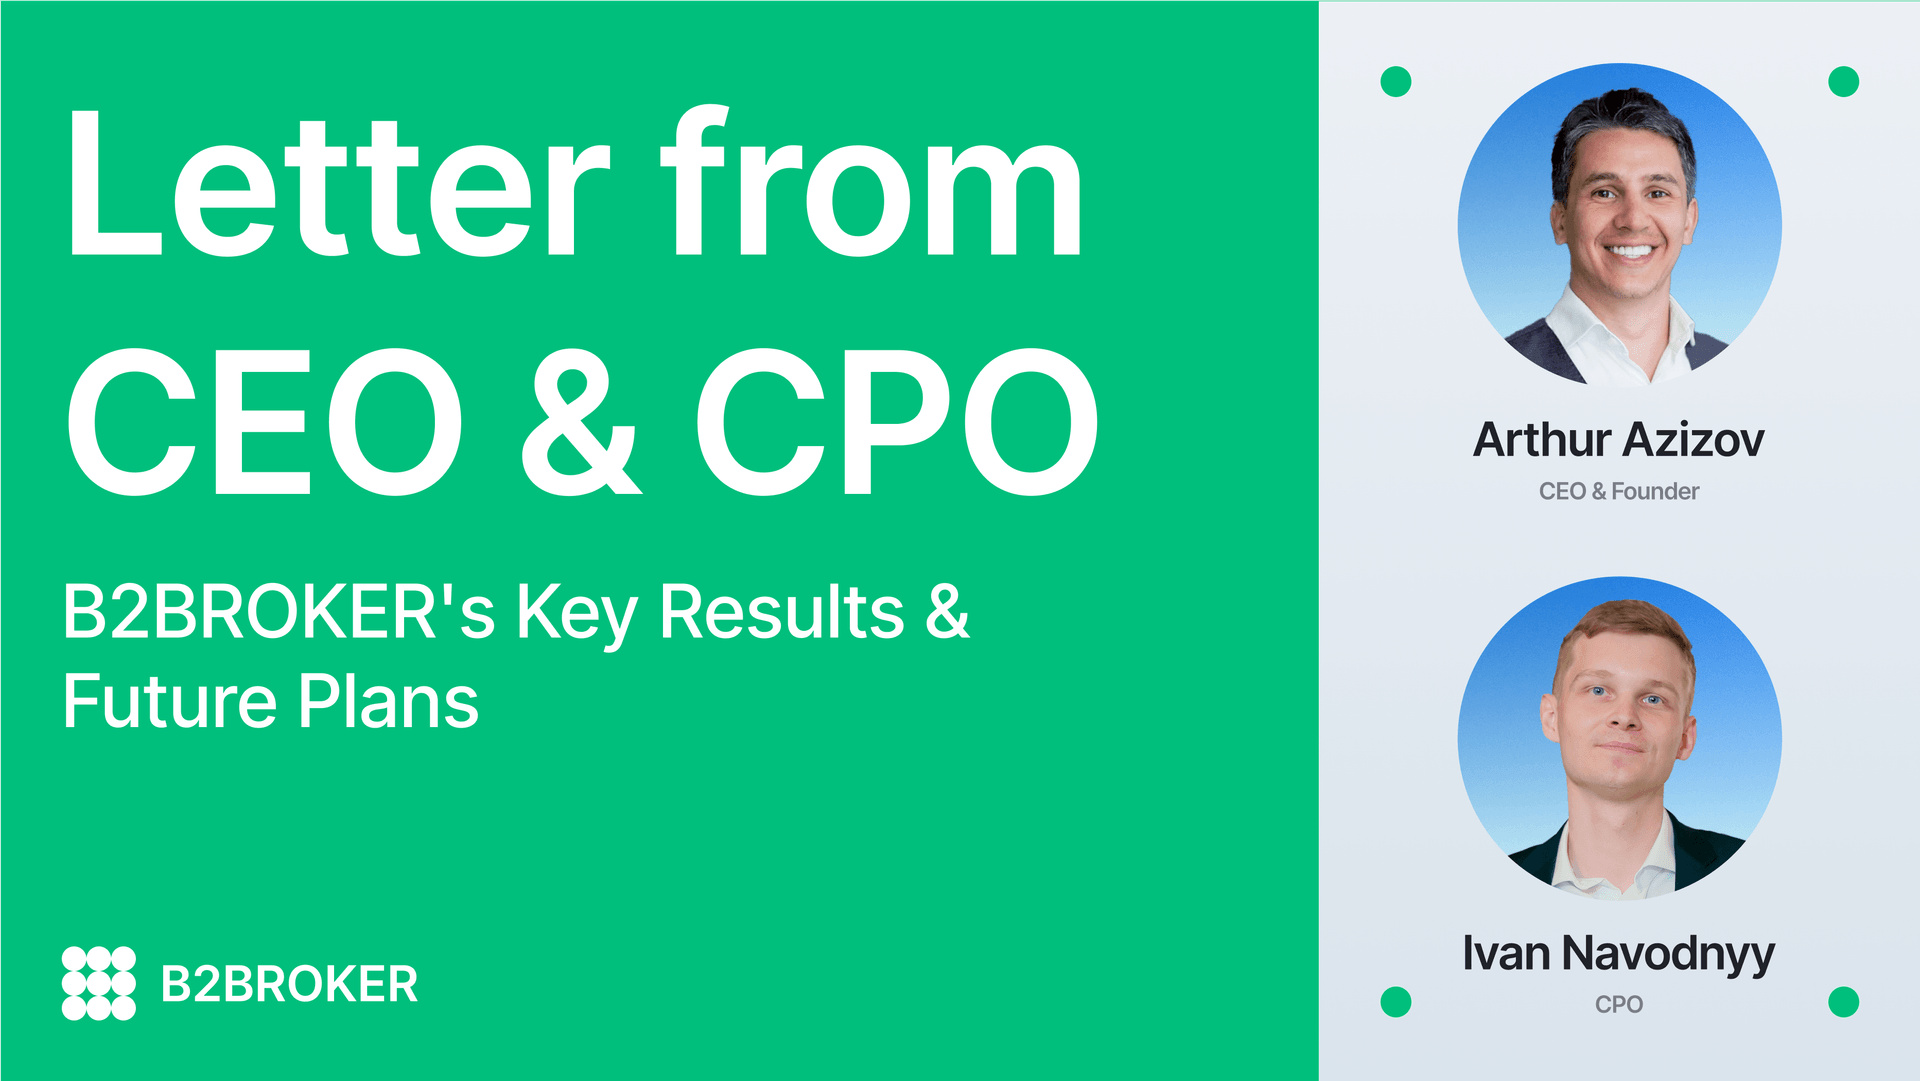 Letter from
CEO & CPO
B2BROKER's Key Results &
Future Plans
B2BROKER
Arthur Azizov
CEO & Founder
Ivan Navodnyy
CPO